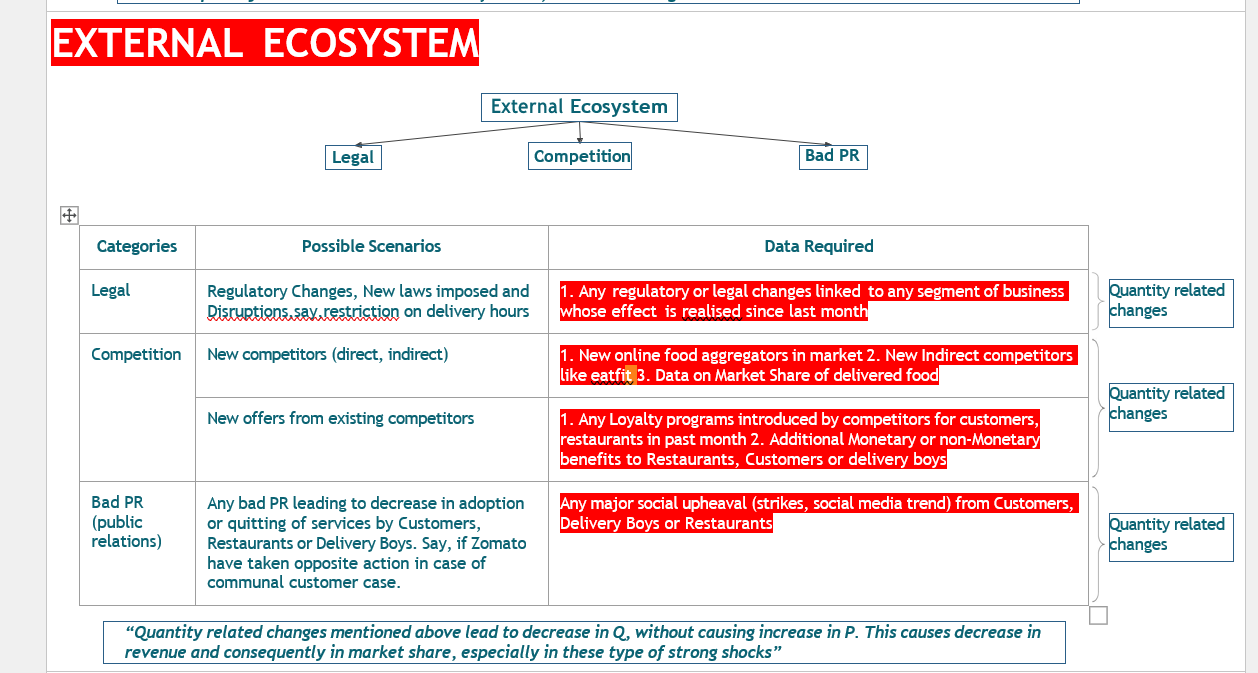 EXTERNAL ECOSYSTEM
External Ecosystem
Legal
Competition
Bad PR
Categories
Possible Scenarios
Data Required
Legal
Regulatory Changes, New laws imposed and
Disruptions,say,restriction on delivery hours
1. Any regulatory or legal changes linked to any segment of business
whose effect is realised since last month
Quantity related
changes
Competition
New competitors (direct, indirect)
1. New online food aggregators in market 2. New Indirect competitors
like eatfit 3. Data on Market Share of delivered food
New offers from existing competitors
1. Any Loyalty programs introduced by competitors for customers,
restaurants in past month 2. Additional Monetary or non-Monetary
benefits to Restaurants, Customers or delivery boys
Quantity related
changes
Bad PR
(public
relations)
Any bad PR leading to decrease in adoption
or quitting of services by Customers,
Restaurants or Delivery Boys. Say, if Zomato
have taken opposite action in case of
communal customer case.
Any major social upheaval (strikes, social media trend) from Customers,
Delivery Boys or Restaurants
Quantity related
changes
“Quantity related changes mentioned above lead to decrease in Q, without causing increase in P. This causes decrease in
revenue and consequently in market share, especially in these type of strong shocks”